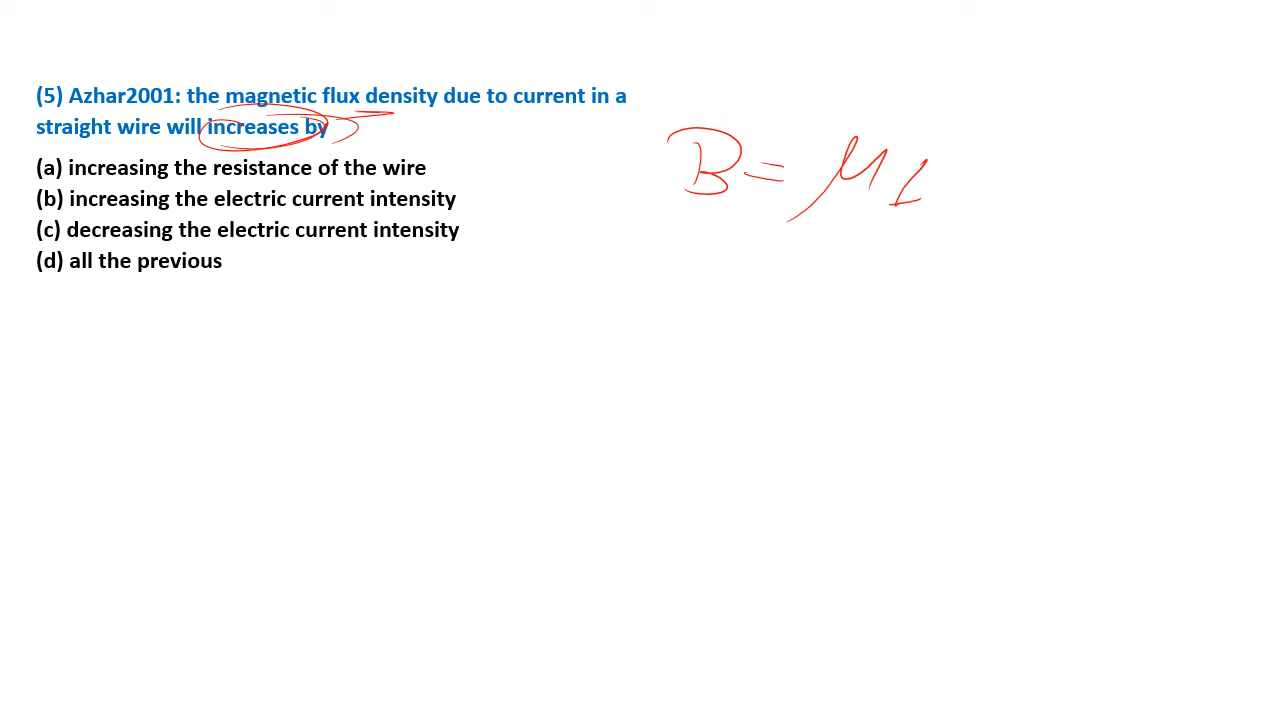 (5) Azhar2001: the magnetic flux density due to current in a
straight wire will increases by
(a) increasing the resistance of the wire
(b) increasing the electric current intensity
(c) decreasing the electric current intensity
(d) all the previous
B = μ I